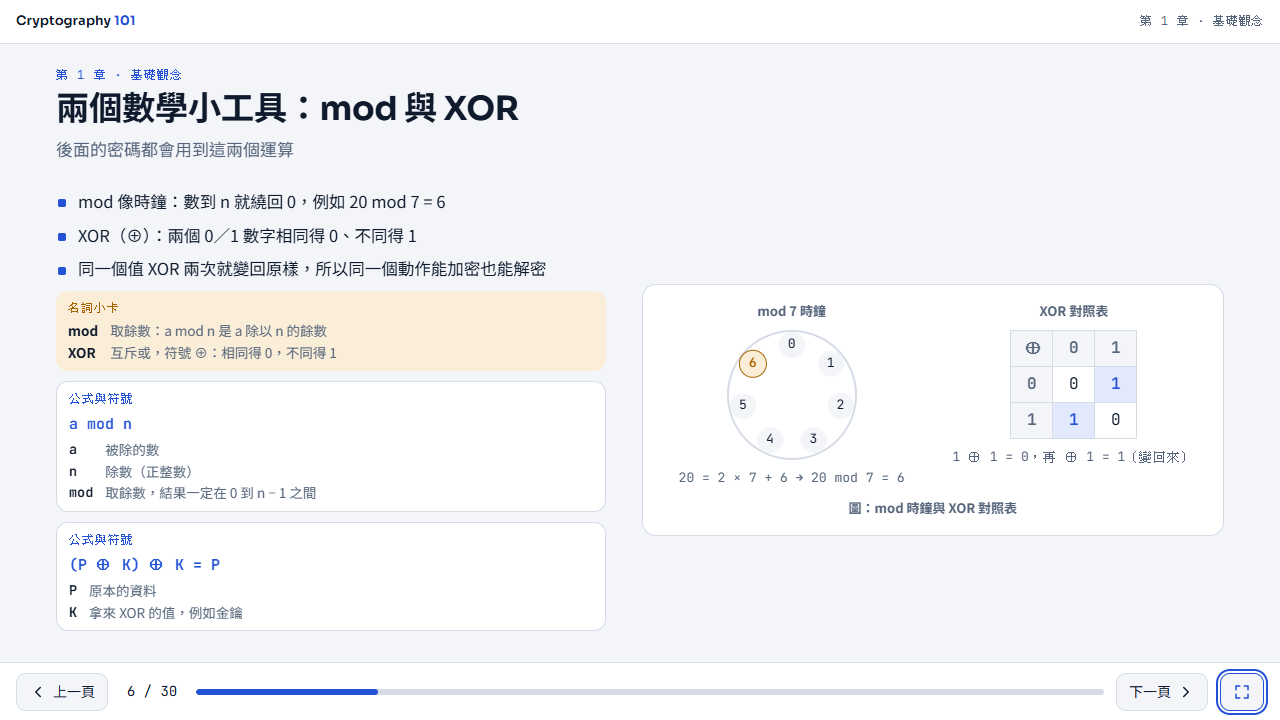 Cryptography 101
第 1 章 · 基礎觀念
第 1 章 · 基礎觀念
兩個數學小工具：mod 與 XOR
後面的密碼都會用到這兩個運算
mod 像時鐘：數到 n 就繞回 0，例如 20 mod 7 = 6
XOR（⊕）：兩個 0／1 數字相同得 0、不同得 1
同一個值 XOR 兩次就變回原樣，所以同一個動作能加密也能解密
名詞小卡
mod 取餘數：a mod n 是 a 除以 n 的餘數
XOR 互斥或，符號 ⊕：相同得 0，不同得 1
公式與符號
a mod n
a 被除的數
n 除數（正整數）
mod 取餘數，結果一定在 0 到 n − 1 之間
公式與符號
(P ⊕ K) ⊕ K = P
P 原本的資料
K 拿來 XOR 的值，例如金鑰
mod 7 時鐘
0
1
2
3
4
5
6
20 = 2 × 7 + 6 → 20 mod 7 = 6
XOR 對照表
⊕ 0 1
0 0 1
1 1 0
1 ⊕ 1 = 0，再 ⊕ 1 = 1（變回來）
圖：mod 時鐘與 XOR 對照表
上一頁
6 / 30
下一頁